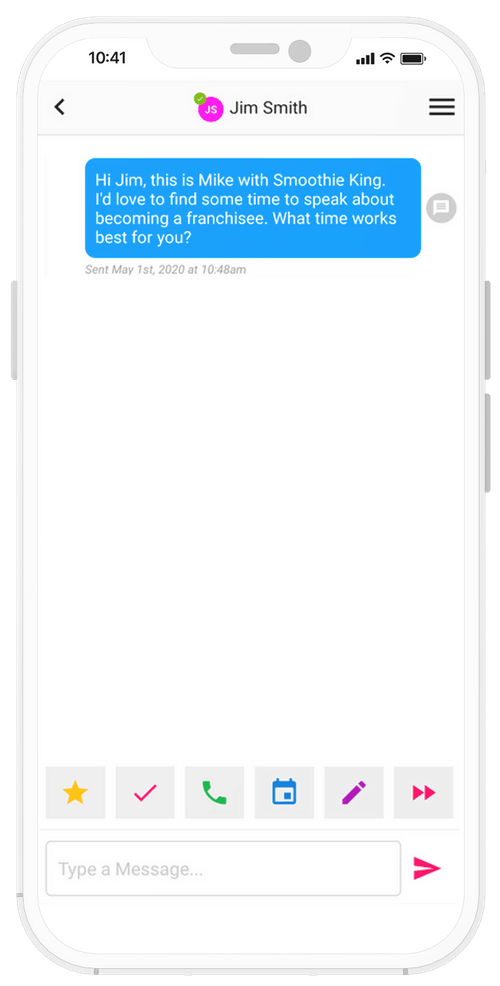 10:41
JS
Jim Smith
Hi Jim, this is Mike with Smoothie King.
I'd love to find some time to speak about
becoming a franchisee. What time works
best for you?
Sent May 1st, 2020 at 10:48am
Type a Message...